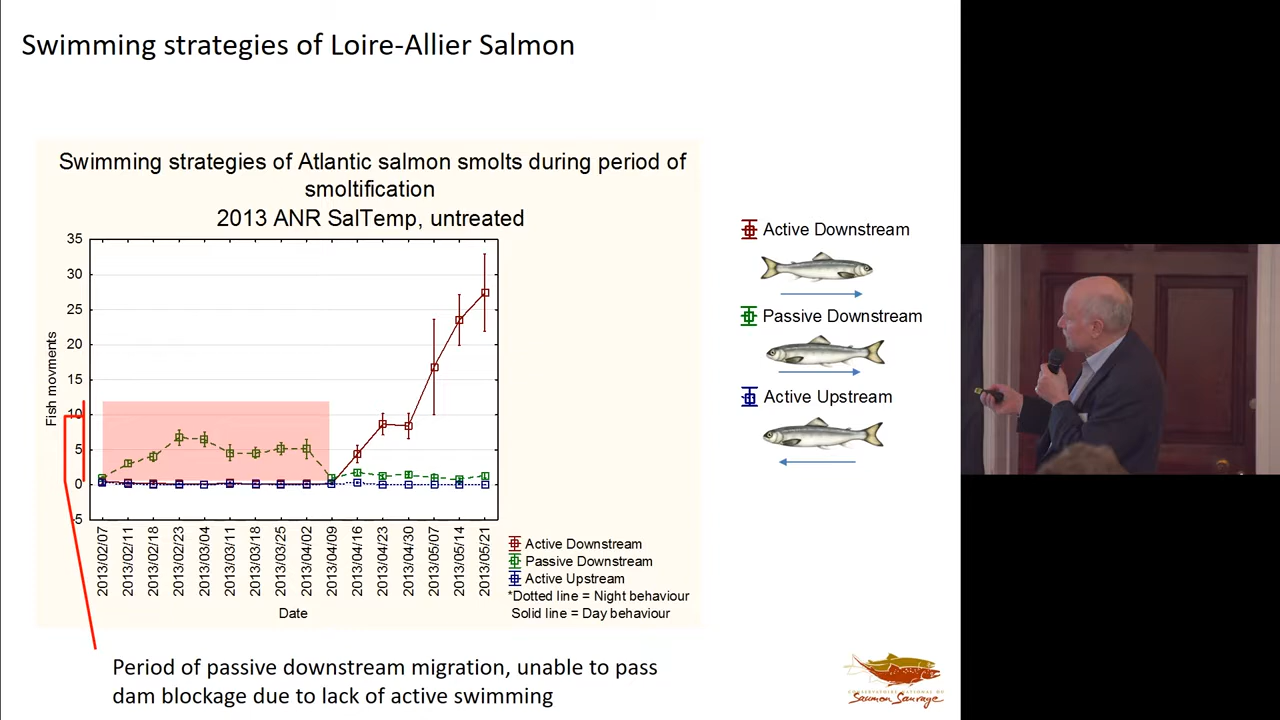 Swimming strategies of Loire-Allier Salmon
Swimming strategies of Atlantic salmon smolts during period of
smoltification
2013 ANR SalTemp, untreated
35
30
25
20
15
10
5
0
-5
Fish movments
2013/02/07
2013/02/11
2013/02/18
2013/02/23
2013/03/04
2013/03/11
2013/03/18
2013/03/25
2013/04/02
2013/04/09
2013/04/16
2013/04/23
2013/04/30
2013/05/07
2013/05/14
2013/05/21
Date
Active Downstream
Passive Downstream
Active Upstream
*Dotted line = Night behaviour
Solid line = Day behaviour
Active Downstream
Passive Downstream
Active Upstream
Period of passive downstream migration, unable to pass
dam blockage due to lack of active swimming
CONSERVATOIRE NATIONAL DU
Saumon Sauvage